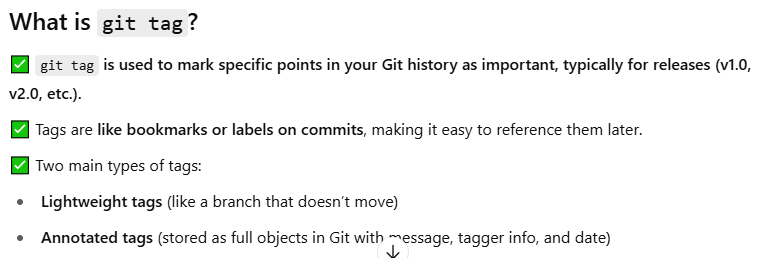 What is git tag?
✅ git tag is used to mark specific points in your Git history as important, typically for releases (v1.0,
v2.0, etc.).
✅ Tags are like bookmarks or labels on commits, making it easy to reference them later.
✅ Two main types of tags:
• Lightweight tags (like a branch that doesn't move)
• Annotated tags (stored as full objects in Git with message, tagger info, and date)